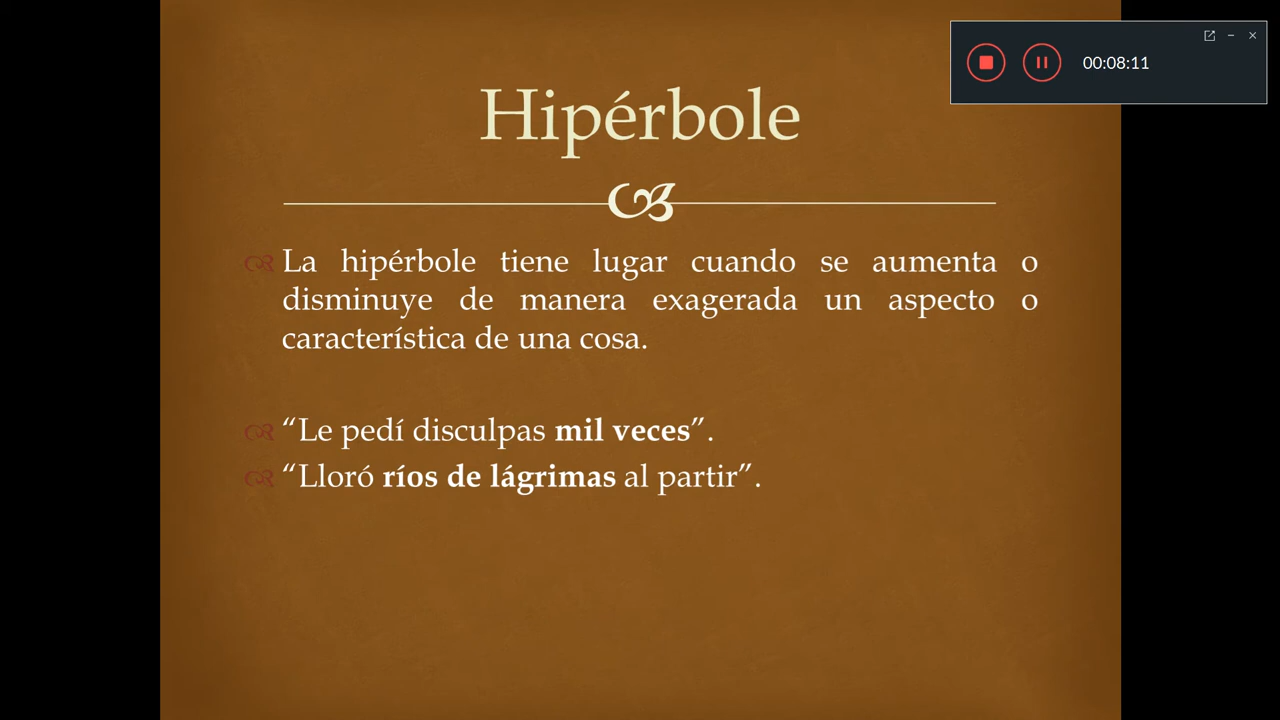 Hipérbole
00:08:11
La hipérbole tiene lugar cuando se aumenta o
disminuye de manera exagerada un aspecto o
característica de una cosa.
“Le pedí disculpas mil veces”.
“Lloró ríos de lágrimas al partir”.